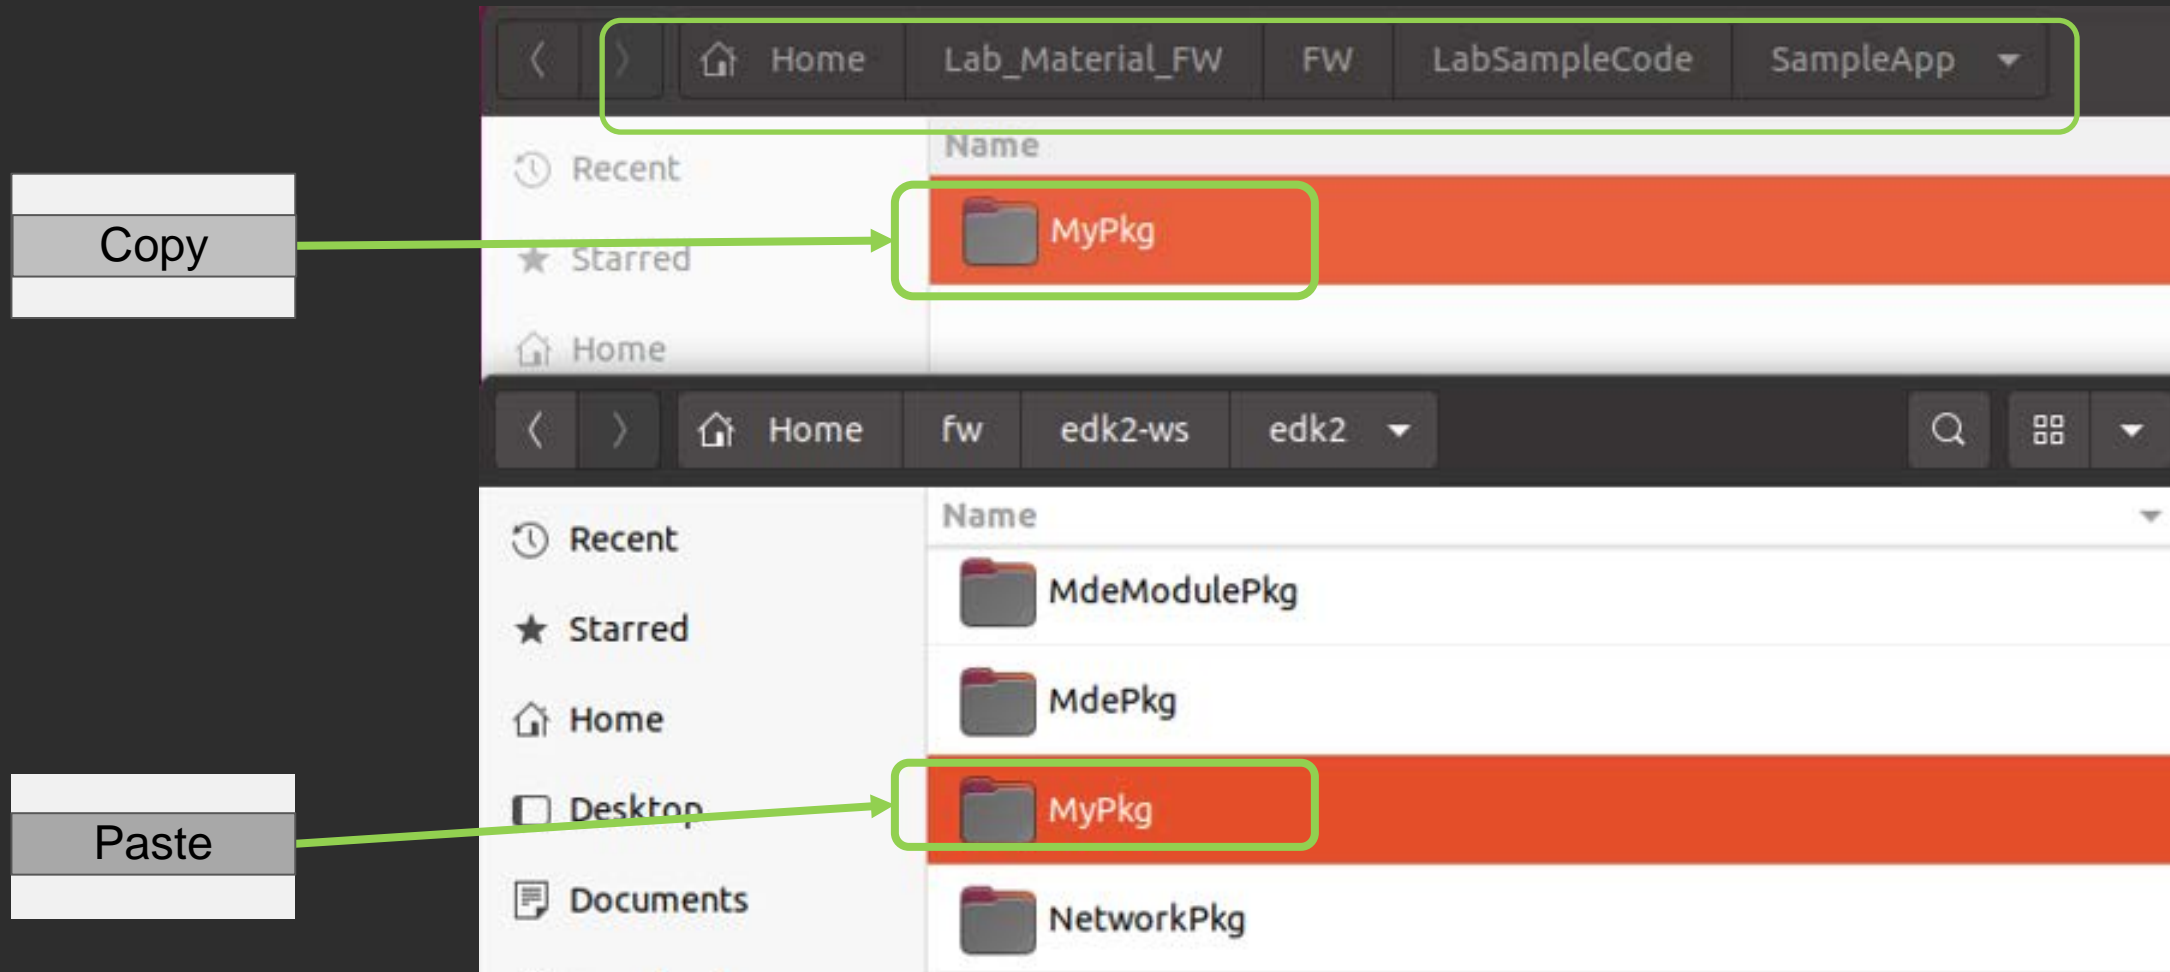 Home Lab_Material_FW FW LabSampleCode SampleApp
Name
Recent
MyPkg
Copy
Starred
Home
Home fw edk2-ws edk2
Name
Recent
MdeModulePkg
Starred
MdePkg
Home
MyPkg
Desktop
Paste
Documents
NetworkPkg